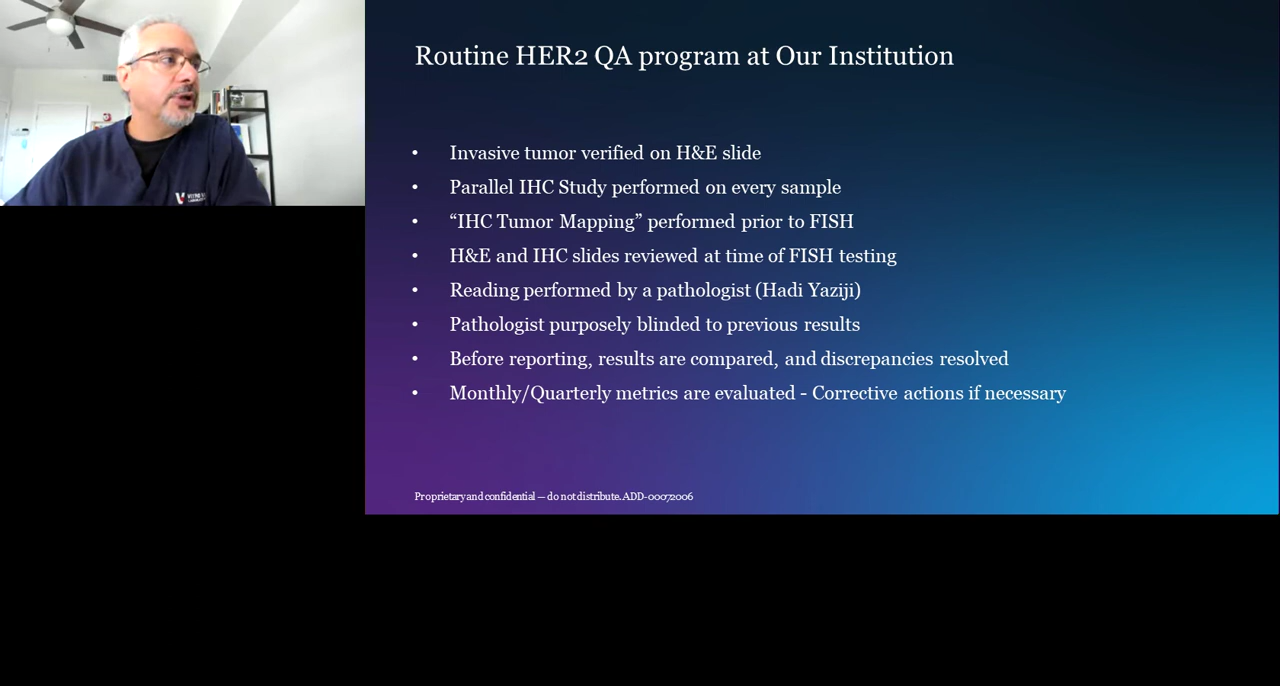 Routine HER2 QA program at Our Institution
• Invasive tumor verified on H&E slide
• Parallel IHC Study performed on every sample
• “IHC Tumor Mapping” performed prior to FISH
• H&E and IHC slides reviewed at time of FISH testing
• Reading performed by a pathologist (Hadi Yaziji)
• Pathologist purposely blinded to previous results
• Before reporting, results are compared, and discrepancies resolved
• Monthly/Quarterly metrics are evaluated - Corrective actions if necessary
Proprietary and confidential — do not distribute. ADD-00072006